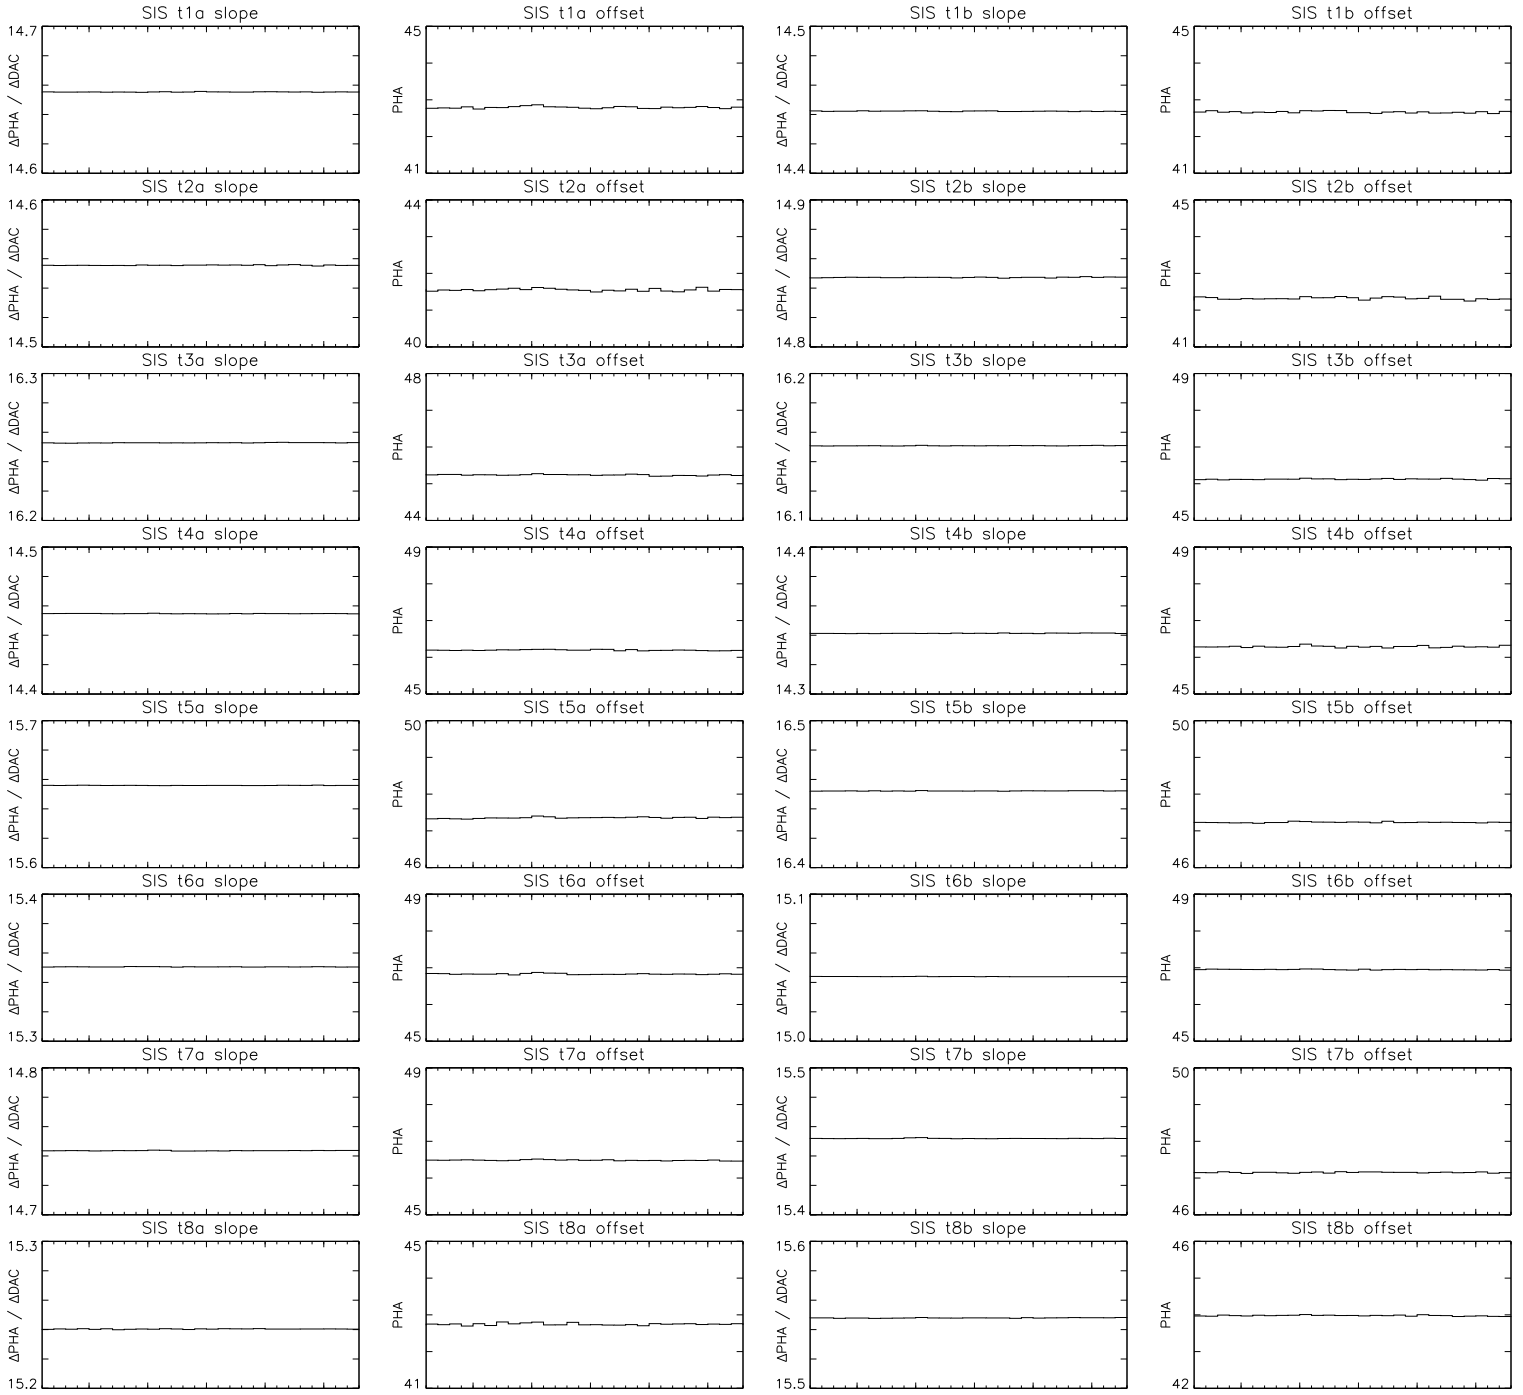 SIS t1a slope SIS t1a offset SIS t1b slope SIS t1b offset
14.7 45 14.5 45
ΔPHA / ΔDAC PHA ΔPHA / ΔDAC PHA
14.6 41 14.4 41
SIS t2a slope SIS t2a offset SIS t2b slope SIS t2b offset
14.6 44 14.9 45
ΔPHA / ΔDAC PHA ΔPHA / ΔDAC PHA
14.5 40 14.8 41
SIS t3a slope SIS t3a offset SIS t3b slope SIS t3b offset
16.3 48 16.2 49
ΔPHA / ΔDAC PHA ΔPHA / ΔDAC PHA
16.2 44 16.1 45
SIS t4a slope SIS t4a offset SIS t4b slope SIS t4b offset
14.5 49 14.4 49
ΔPHA / ΔDAC PHA ΔPHA / ΔDAC PHA
14.4 45 14.3 45
SIS t5a slope SIS t5a offset SIS t5b slope SIS t5b offset
15.7 50 16.5 50
ΔPHA / ΔDAC PHA ΔPHA / ΔDAC PHA
15.6 46 16.4 46
SIS t6a slope SIS t6a offset SIS t6b slope SIS t6b offset
15.4 49 15.1 49
ΔPHA / ΔDAC PHA ΔPHA / ΔDAC PHA
15.3 45 15.0 45
SIS t7a slope SIS t7a offset SIS t7b slope SIS t7b offset
14.8 49 15.5 50
ΔPHA / ΔDAC PHA ΔPHA / ΔDAC PHA
14.7 45 15.4 46
SIS t8a slope SIS t8a offset SIS t8b slope SIS t8b offset
15.3 45 15.6 46
ΔPHA / ΔDAC PHA ΔPHA / ΔDAC PHA
15.2 41 15.5 42